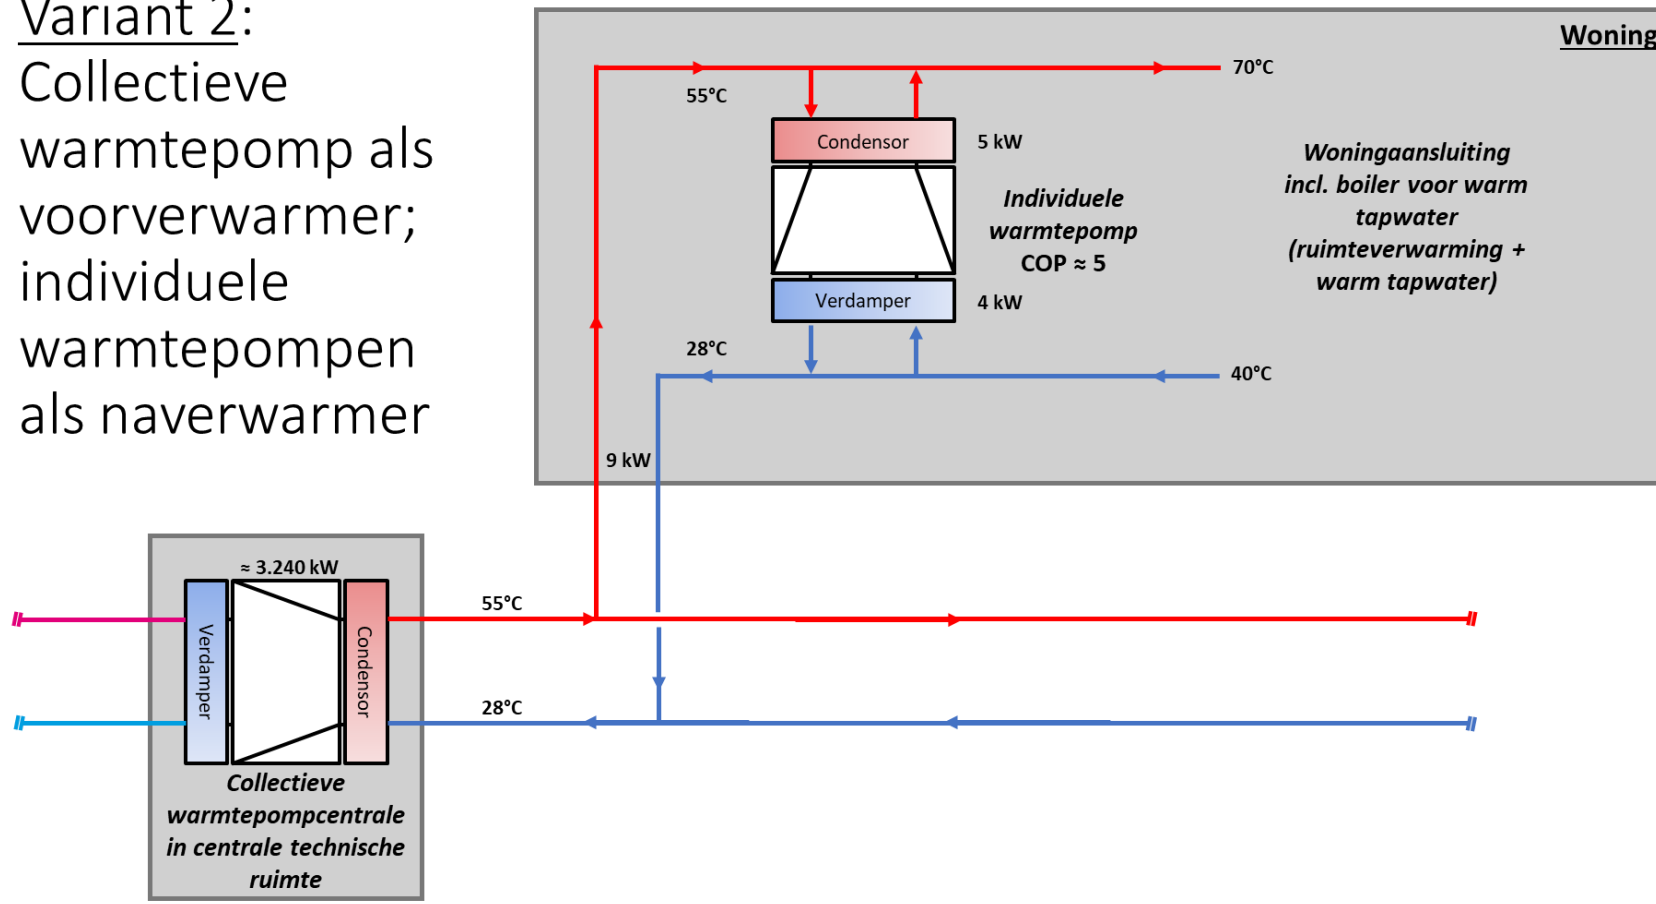 Variant 2:
Collectieve
warmtepomp als
voorverwarmer;
individuele
warmtepompen
als naverwarmer
Woning
70°C
55°C
Condensor
5 kW
Individuele
warmtepomp
COP ≈ 5
Verdamper
4 kW
Woningaansluiting
incl. boiler voor warm
tapwater
(ruimteverwarming +
warm tapwater)
28°C
40°C
9 kW
≈ 3.240 kW
Verdamper
Condensor
55°C
28°C
Collectieve
warmtepompcentrale
in centrale technische
ruimte